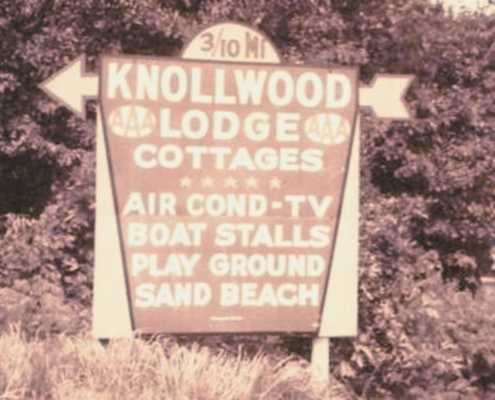 3/10 MI
KNOLLWOOD
AAA LODGE AAA
COTTAGES
AIR COND-TV
BOAT STALLS
PLAY GROUND
SAND BEACH